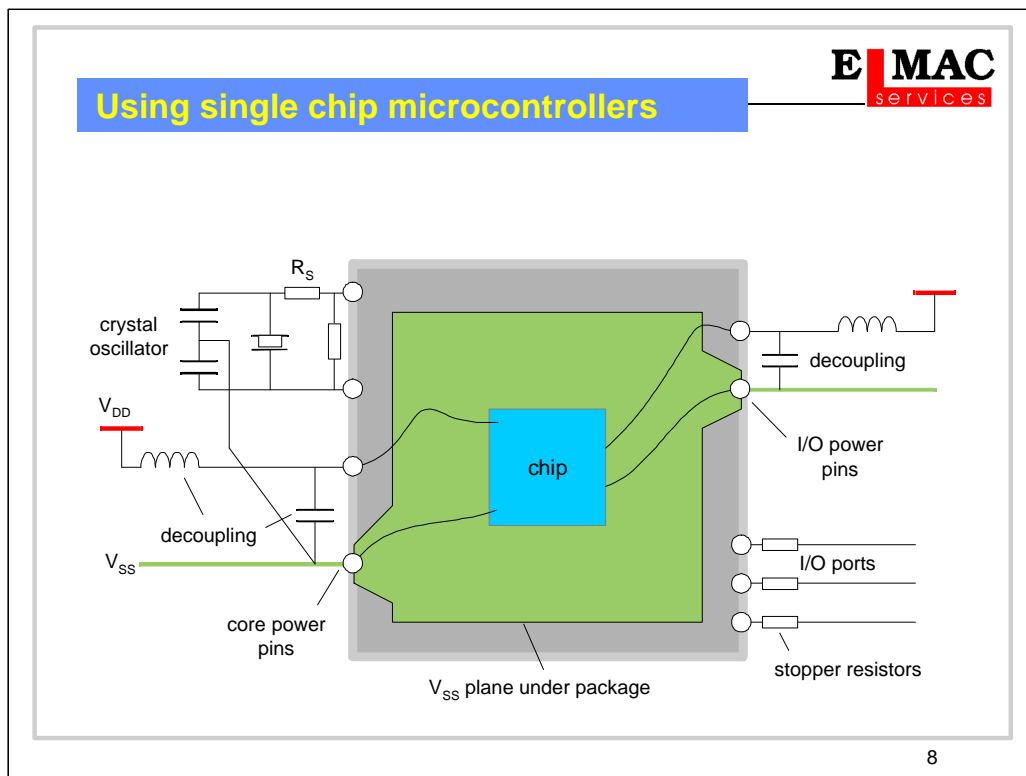 E MAC
services
Using single chip microcontrollers
RS
crystal
oscillator
decoupling
VDD
I/O power
pins
chip
decoupling
VSS
I/O ports
core power
pins
stopper resistors
VSS plane under package
8